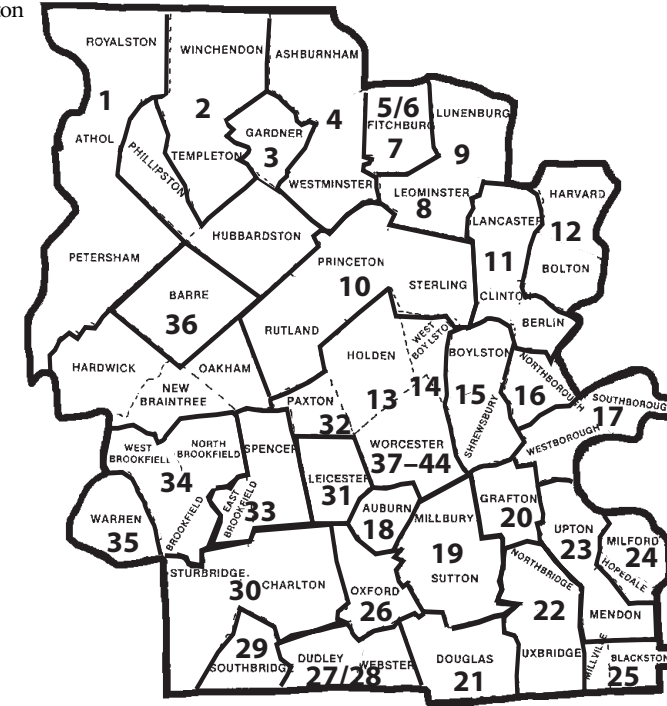 ton
ROYALSTON
WINCHENDON
ASHBURNHAM
1
2
4
5/6
FITCHBURG
7
LUNENBURG
9
ATHOL
PHILLIPSTON
TEMPLETON
GARDNER
3
WESTMINSTER
LEOMINSTER
8
LANCASTER
11
HARVARD
12
BOLTON
HUBBARDSTON
PETERSHAM
PRINCETON
10
STERLING
CLINTON
BERLIN
BARRE
36
RUTLAND
HOLDEN
WEST
BOYLSTON
BOYLSTON
NORTHBOROUGH
16
SOUTHBOROUG
17
HARDWICK
OAKHAM
NEW
BRAINTREE
PAXTON
32
13
14
15
SHREWSBURY
WESTBOROUGH
WEST
BROOKFIELD
NORTH
BROOKFIELD
34
SPENCER
WORCESTER
37–44
LEICESTER
31
EAST
BROOKFIELD
33
BROOKFIELD
WARREN
35
AUBURN
18
MILLBURY
19
SUTTON
GRAFTON
20
UPTON
23
MILFORD
24
HOPEDALE
STURBRIDGE
30
CHARLTON
OXFORD
26
NORTHBRIDGE
22
MENDON
29
SOUTHBRIDGE
DUDLEY
27/28
WEBSTER
DOUGLAS
21
UXBRIDGE
MILLVILLE
BLACKSTON
25